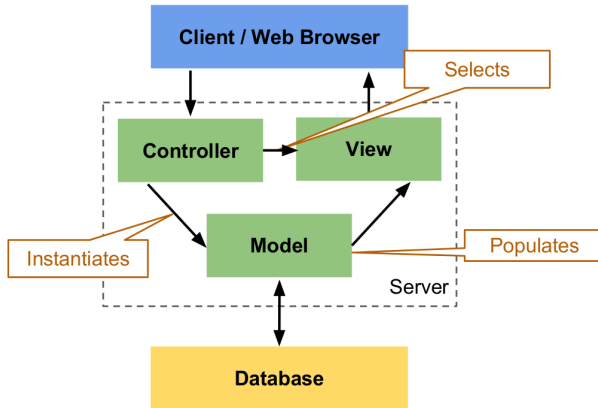 Client / Web Browser
Selects
Controller
View
Instantiates
Model
Populates
Server
Database